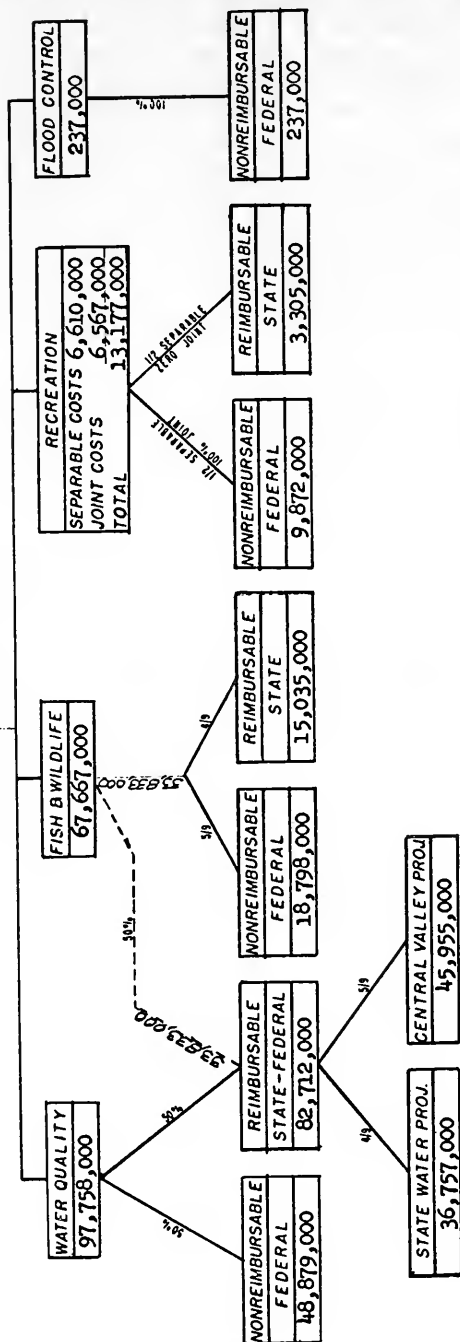 WATER QUALITY
97,758,000
FISH & WILDLIFE
67,667,000
RECREATION
SEPARABLE COSTS 6,610,000
JOINT COSTS 6,567,000
TOTAL 13,177,000
FLOOD CONTROL
237,000
50%
50%
50%
33,833,000
33,833,000
5/9
4/9
1/2 SEPARABLE
100% JOINT
1/2 SEPARABLE
ZERO JOINT
100%
NONREIMBURSABLE
FEDERAL
48,879,000
REIMBURSABLE
STATE-FEDERAL
82,712,000
NONREIMBURSABLE
FEDERAL
18,798,000
REIMBURSABLE
STATE
15,035,000
NONREIMBURSABLE
FEDERAL
9,872,000
REIMBURSABLE
STATE
3,305,000
NONREIMBURSABLE
FEDERAL
237,000
4/9
5/9
STATE WATER PROJ.
36,757,000
CENTRAL VALLEY PROJ.
45,955,000